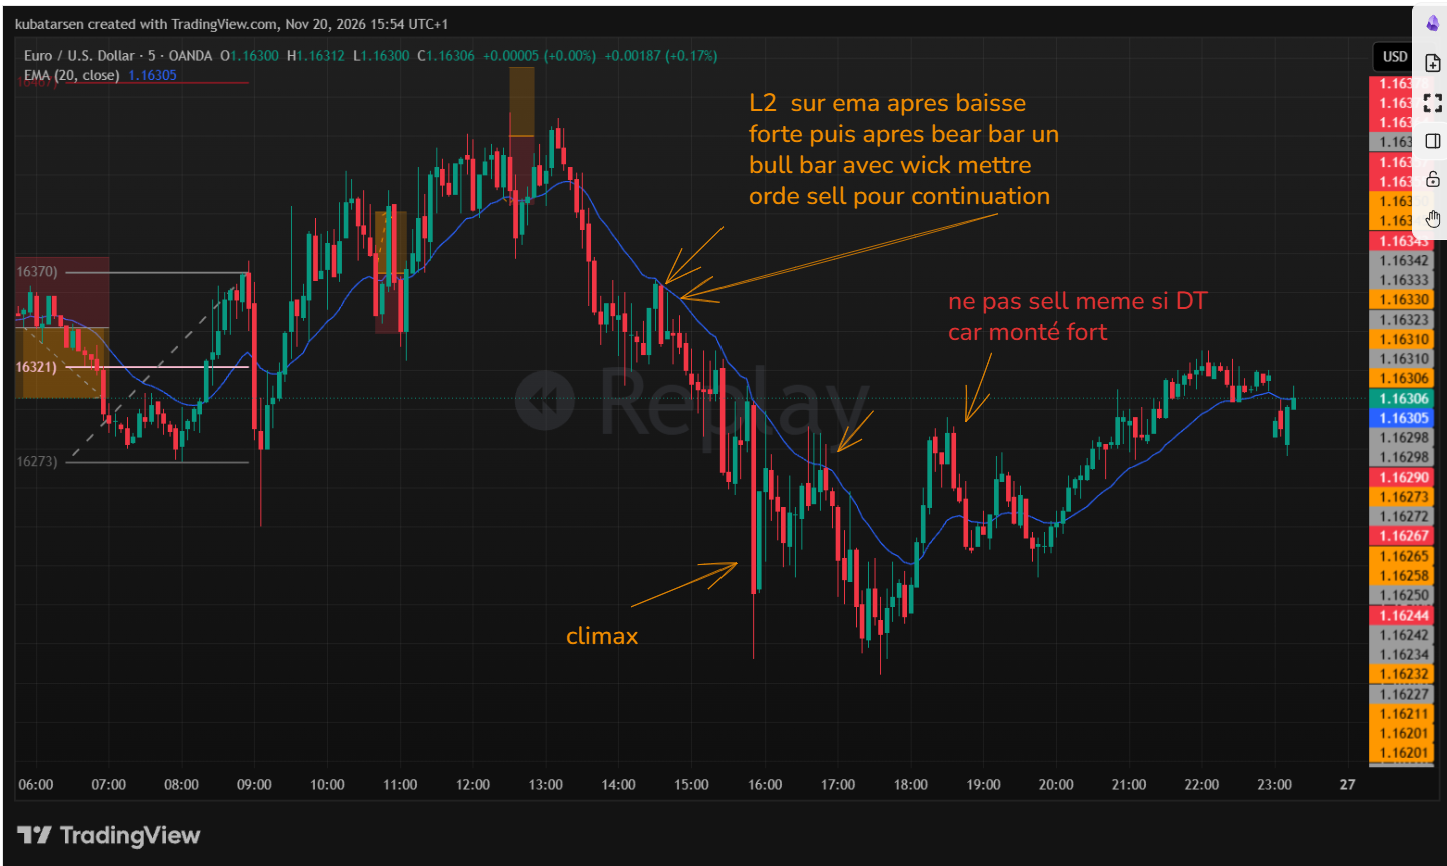 kubatarsen created with TradingView.com, Nov 20, 2026 15:54 UTC+1
Euro / U.S. Dollar · 5 · OANDA O1.16300 H1.16312 L1.16300 C1.16306 +0.00005 (+0.00%) +0.00187 (+0.17%)
USD
EMA (20, close) 1.16305
L2 sur ema apres baisse
forte puis apres bear bar un
bull bar avec wick mettre
orde sell pour continuation
16370)
ne pas sell meme si DT
car monté fort
16321)
Replay
16273)
climax
1.16343
1.16342
1.16333
1.16330
1.16323
1.16310
1.16310
1.16306
1.16306
1.16305
1.16298
1.16298
1.16290
1.16273
1.16272
1.16267
1.16265
1.16258
1.16250
1.16244
1.16242
1.16234
1.16232
1.16227
1.16211
1.16201
1.16201
06:00 07:00 08:00 09:00 10:00 11:00 12:00 13:00 14:00 15:00 16:00 17:00 18:00 19:00 20:00 21:00 22:00 23:00 27
TradingView